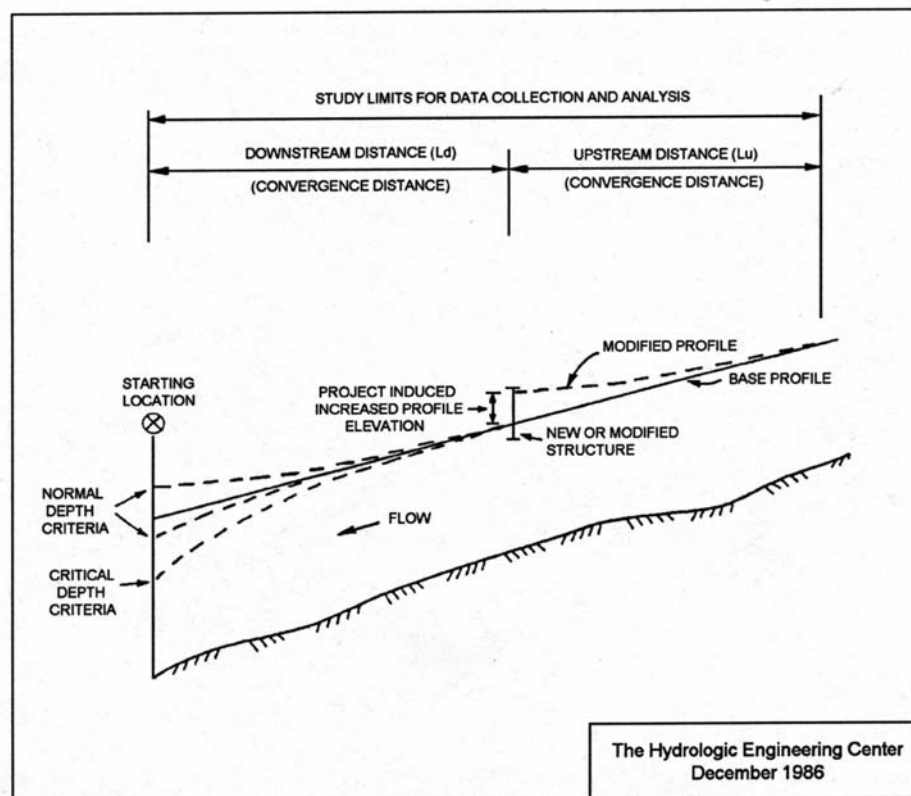 STUDY LIMITS FOR DATA COLLECTION AND ANALYSIS
DOWNSTREAM DISTANCE (Ld)
(CONVERGENCE DISTANCE)
UPSTREAM DISTANCE (Lu)
(CONVERGENCE DISTANCE)
MODIFIED PROFILE
BASE PROFILE
STARTING
LOCATION
PROJECT INDUCED
INCREASED PROFILE
ELEVATION
NEW OR MODIFIED
STRUCTURE
NORMAL
DEPTH
CRITERIA
FLOW
CRITICAL
DEPTH
CRITERIA
The Hydrologic Engineering Center
December 1986